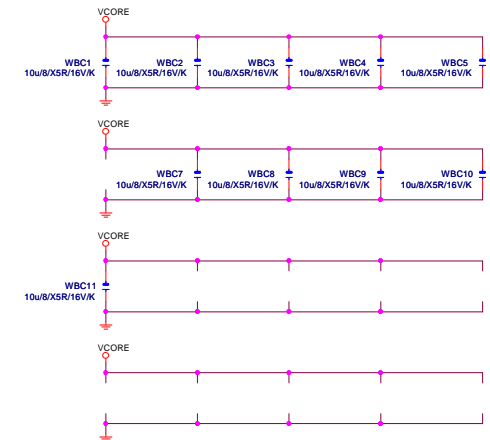 VCORE
WBC1 WBC2 WBC3 WBC4 WBC5
10u/8/X5R/16V/K 10u/8/X5R/16V/K 10u/8/X5R/16V/K 10u/8/X5R/16V/K 10u/8/X5R/16V/K
VCORE
WBC7 WBC8 WBC9 WBC10
10u/8/X5R/16V/K 10u/8/X5R/16V/K 10u/8/X5R/16V/K 10u/8/X5R/16V/K
VCORE
WBC11
10u/8/X5R/16V/K
VCORE